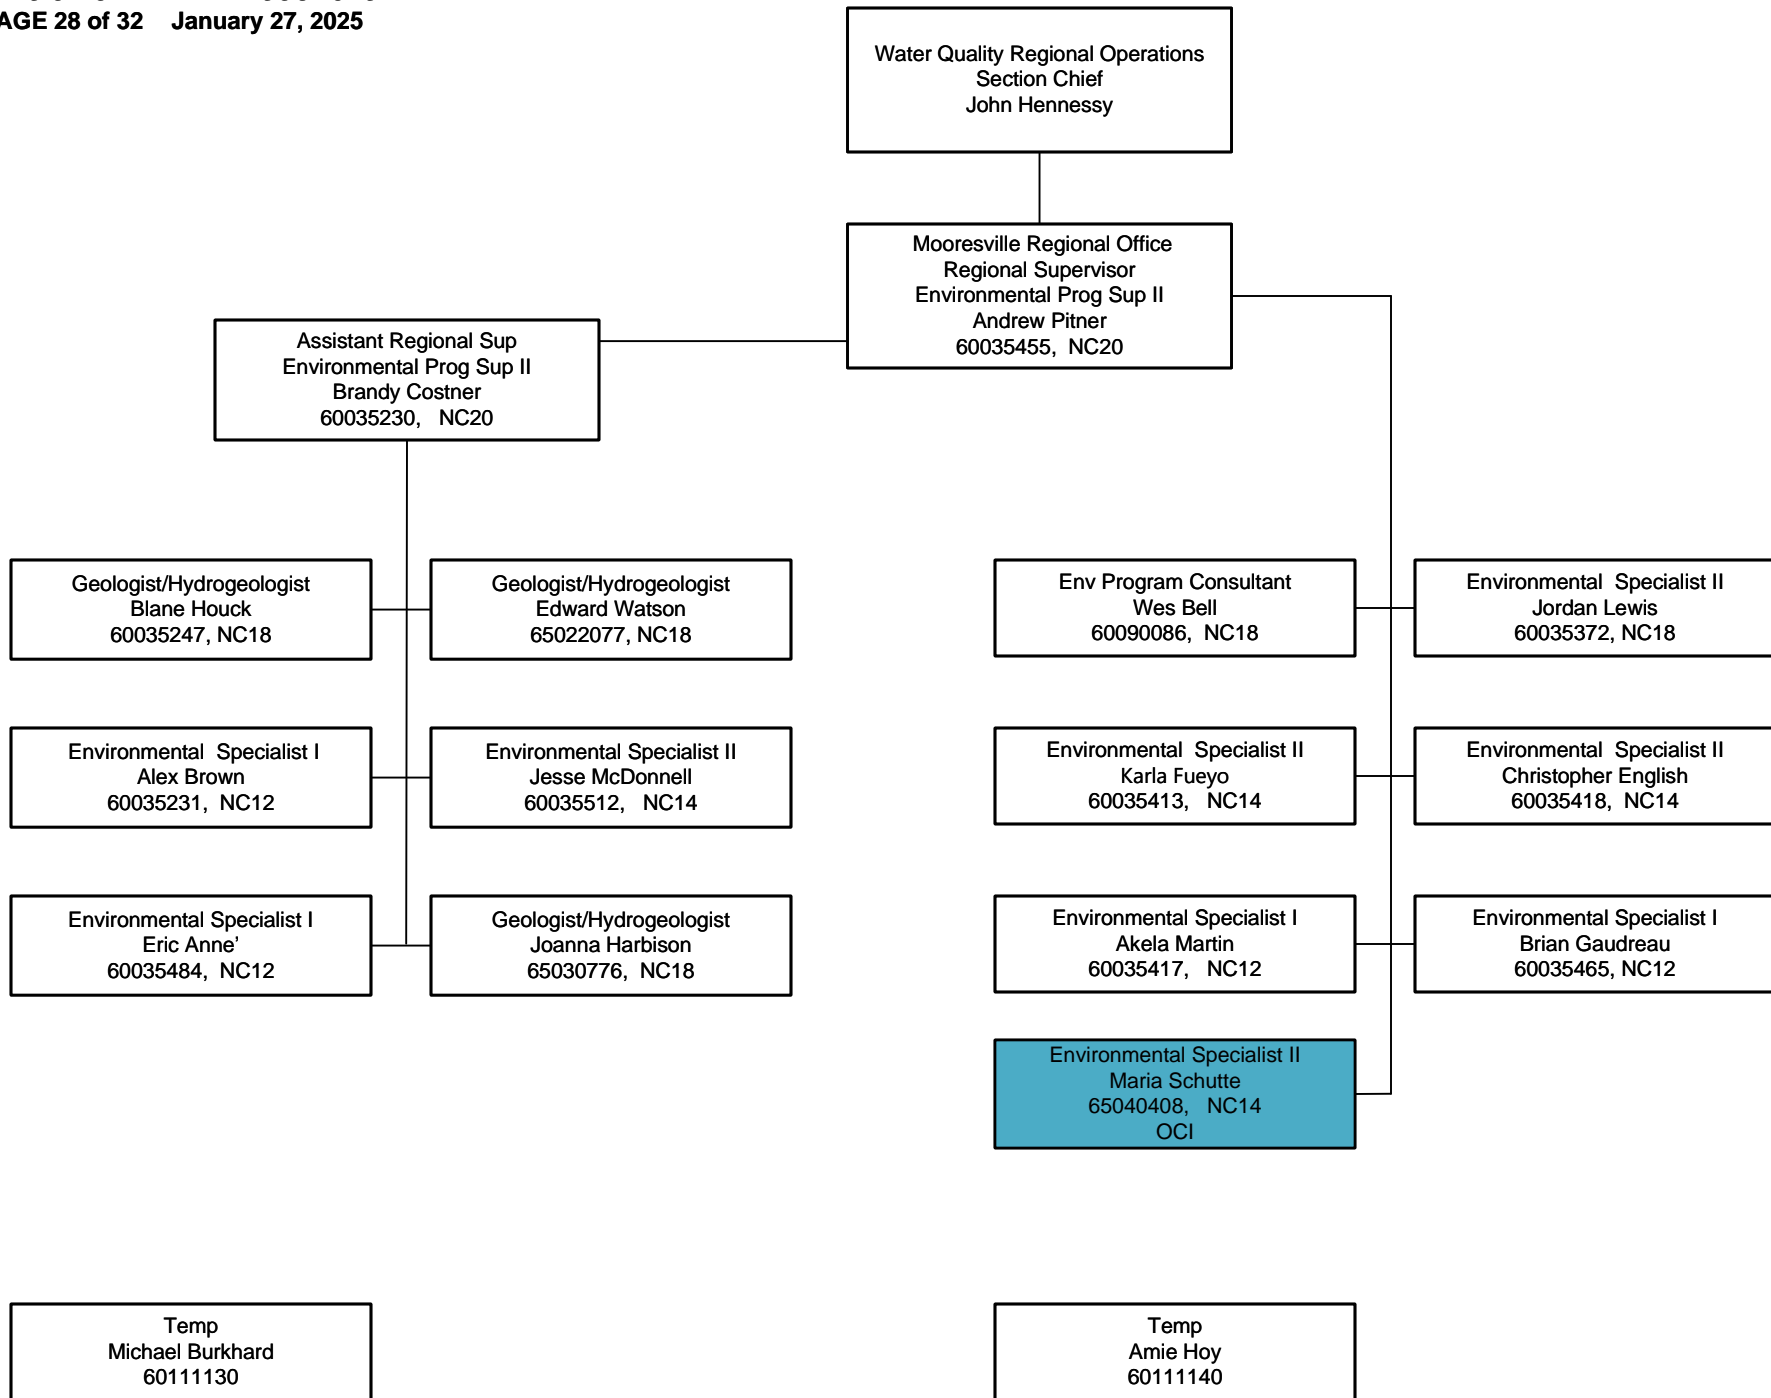 AGE 28 of 32 January 27, 2025
Water Quality Regional Operations
Section Chief
John Hennessy
Mooresville Regional Office
Regional Supervisor
Environmental Prog Sup II
Andrew Pitner
60035455, NC20
Assistant Regional Sup
Environmental Prog Sup II
Brandy Costner
60035230, NC20
Geologist/Hydrogeologist
Blane Houck
60035247, NC18
Geologist/Hydrogeologist
Edward Watson
65022077, NC18
Env Program Consultant
Wes Bell
60090086, NC18
Environmental Specialist II
Jordan Lewis
60035372, NC18
Environmental Specialist I
Alex Brown
60035231, NC12
Environmental Specialist II
Jesse McDonnell
60035512, NC14
Environmental Specialist II
Karla Fueyo
60035413, NC14
Environmental Specialist II
Christopher English
60035418, NC14
Environmental Specialist I
Eric Anne’
60035484, NC12
Geologist/Hydrogeologist
Joanna Harbison
65030776, NC18
Environmental Specialist I
Akela Martin
60035417, NC12
Environmental Specialist I
Brian Gaudreau
60035465, NC12
Environmental Specialist II
Maria Schutte
65040408, NC14
OCI
Temp
Michael Burkhard
60111130
Temp
Amie Hoy
60111140